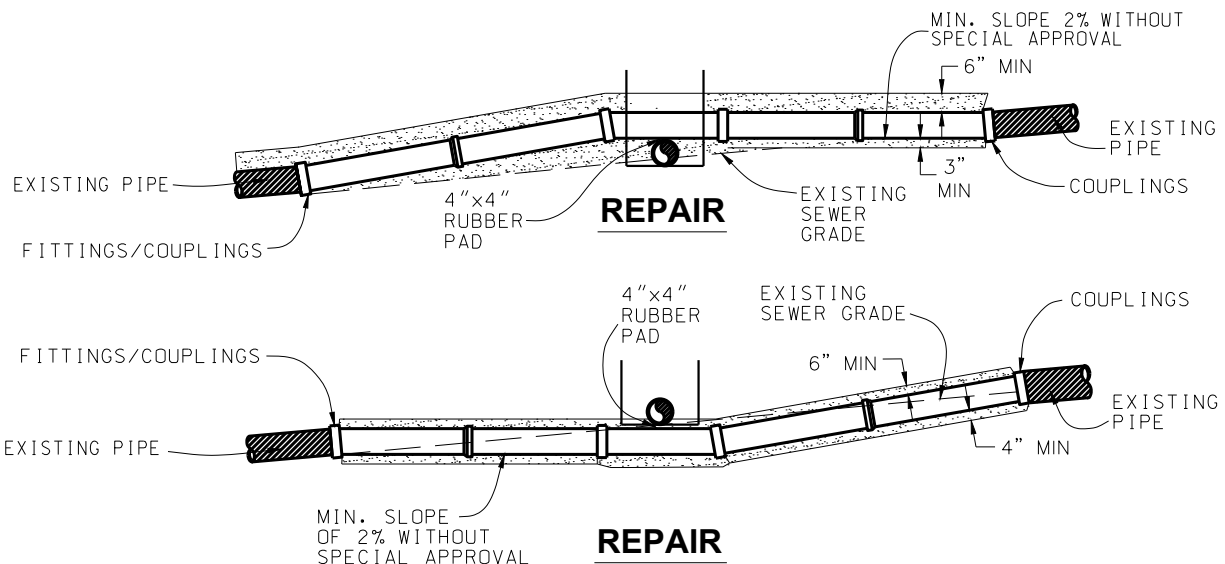 MIN. SLOPE 2% WITHOUT
SPECIAL APPROVAL
6” MIN
EXISTING
PIPE
EXISTING PIPE
3”
MIN
COUPLINGS
4”x4”
RUBBER
PAD
REPAIR
EXISTING
SEWER
GRADE
FITTINGS/COUPLINGS
4”x4”
RUBBER
PAD
EXISTING
SEWER GRADE
COUPLINGS
FITTINGS/COUPLINGS
6” MIN
EXISTING
PIPE
EXISTING PIPE
4” MIN
MIN. SLOPE
OF 2% WITHOUT
SPECIAL APPROVAL
REPAIR